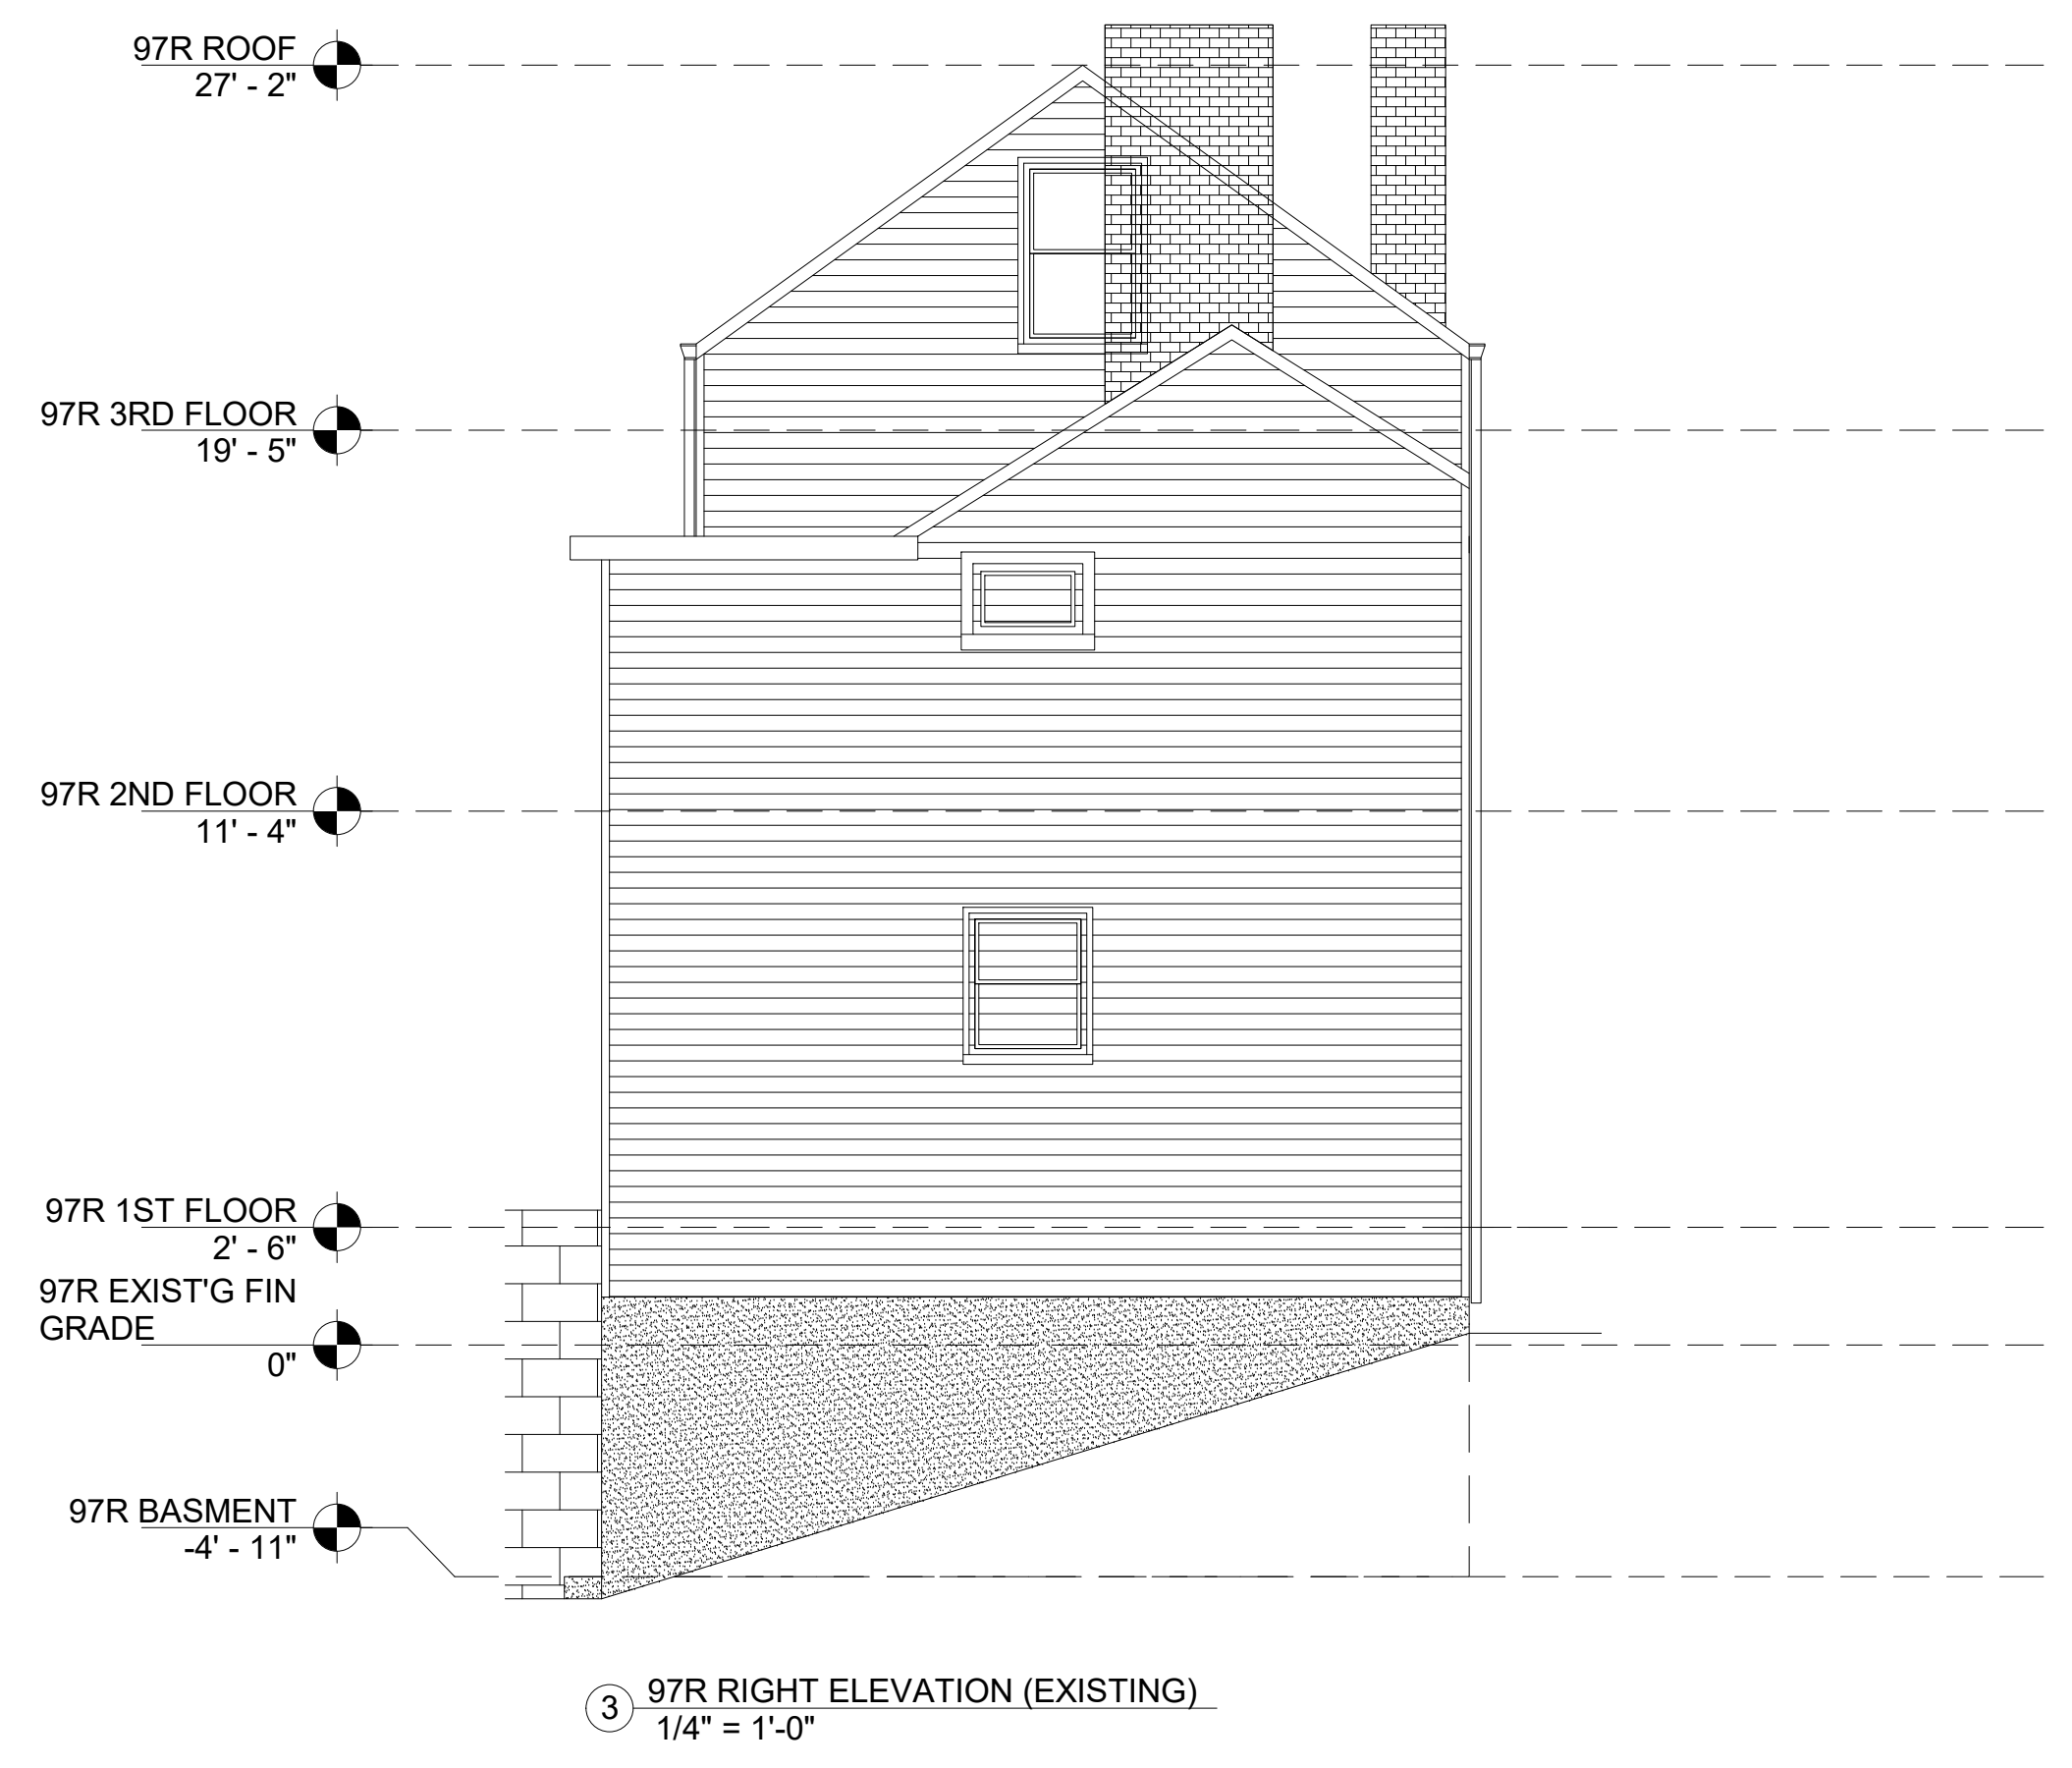 97R ROOF
27' - 2"
97R 3RD FLOOR
19' - 5"
97R 2ND FLOOR
11' - 4"
97R 1ST FLOOR
2' - 6"
97R EXIST'G FIN
GRADE
0"
97R BASMENT
-4' - 11"
3
97R RIGHT ELEVATION (EXISTING)
1/4" = 1'-0"